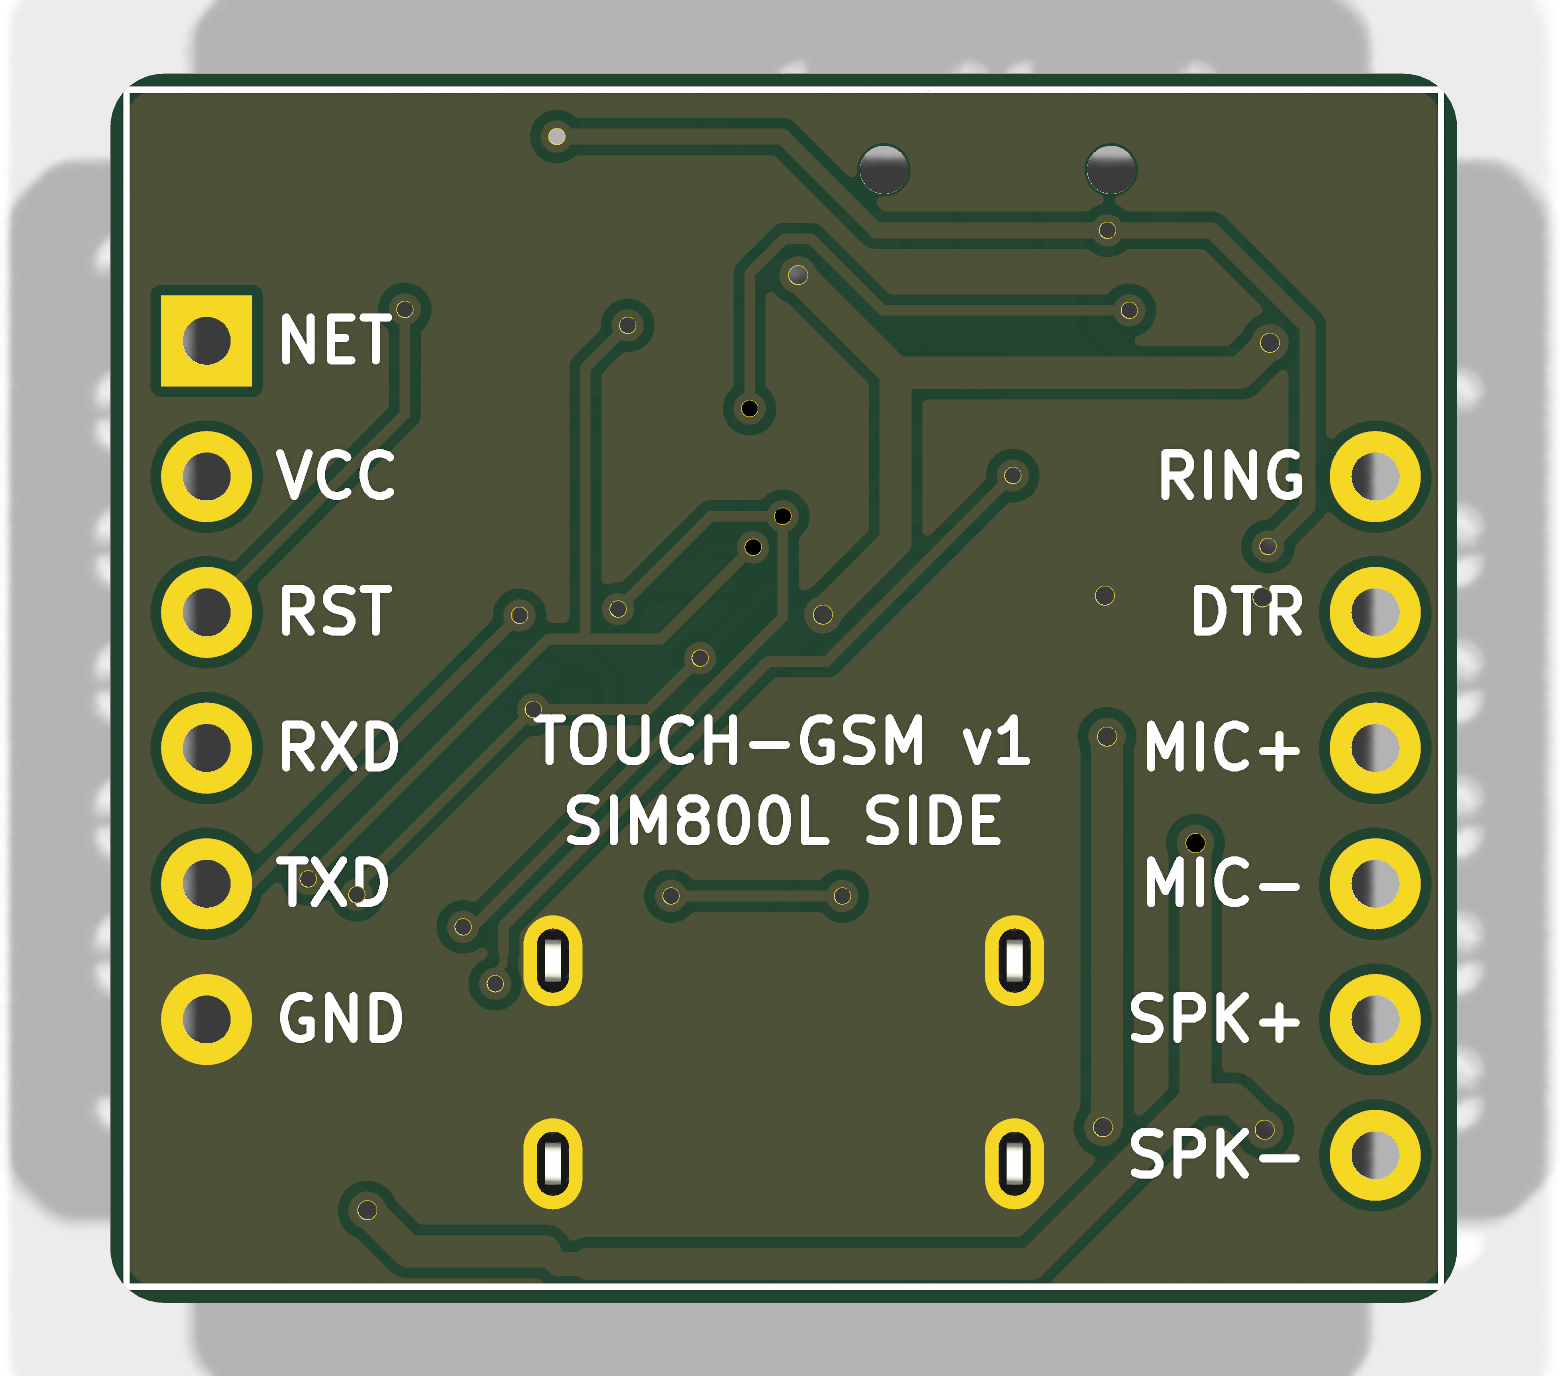 NET
VCC
RST
RXD
TXD
GND
RING
DTR
MIC+
MIC-
SPK+
SPK-
TOUCH-GSM v1
SIM800L SIDE